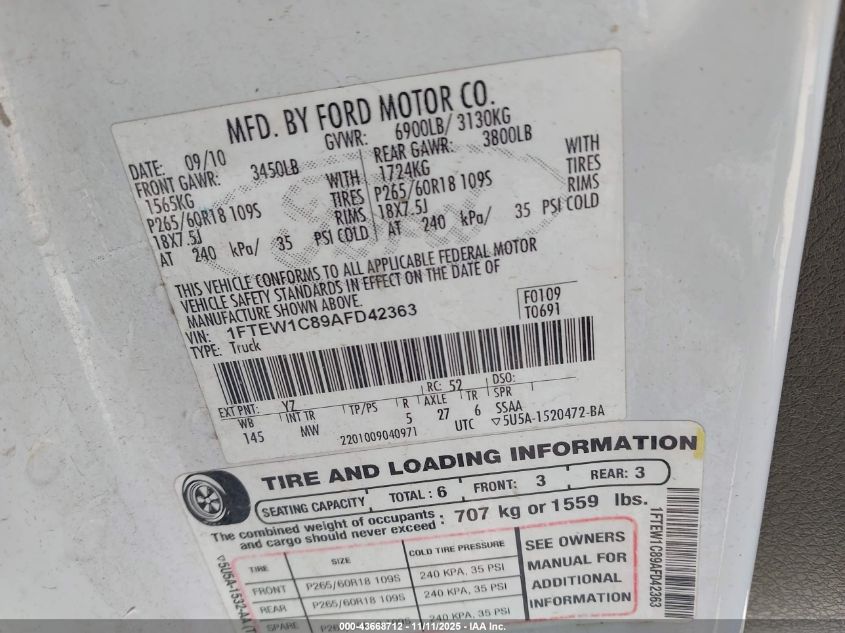 MFD. BY FORD MOTOR CO.
DATE: 09/10 GVWR: 6900LB/ 3130KG
FRONT GAWR: 3450LB REAR GAWR: 3800LB
1565KG WITH 1724KG WITH
P265/60R18 109S TIRES P265/60R18 109S TIRES
18X7.5J RIMS 18X7.5J RIMS
AT 240 kPa/ 35 PSI COLD AT 240 kPa/ 35 PSI COLD
THIS VEHICLE CONFORMS TO ALL APPLICABLE FEDERAL MOTOR
VEHICLE SAFETY STANDARDS IN EFFECT ON THE DATE OF
MANUFACTURE SHOWN ABOVE.
VIN: 1FTEW1C89AFD42363 F0109
TYPE: Truck T0691
EXT PNT: YZ RC: 52 DSO:
WB INT TR TP/PS R AXLE TR SPR
145 MW 5 27 6 SSAA
2201009040971 UTC ▽5U5A-1520472-BA
TIRE AND LOADING INFORMATION
SEATING CAPACITY TOTAL : 6 FRONT: 3 REAR: 3
The combined weight of occupants
and cargo should never exceed : 707 kg or 1559 lbs.
TIRE SIZE COLD TIRE PRESSURE
FRONT P265/60R18 109S 240 KPA, 35 PSI
REAR P265/60R18 109S 240 KPA, 35 PSI
SPARE 240 KPA, 35 PSI
SEE OWNERS
MANUAL FOR
ADDITIONAL
INFORMATION
1FTEW1C89AFD42363
000-43668712 - 11/11/2025 - IAA Inc.